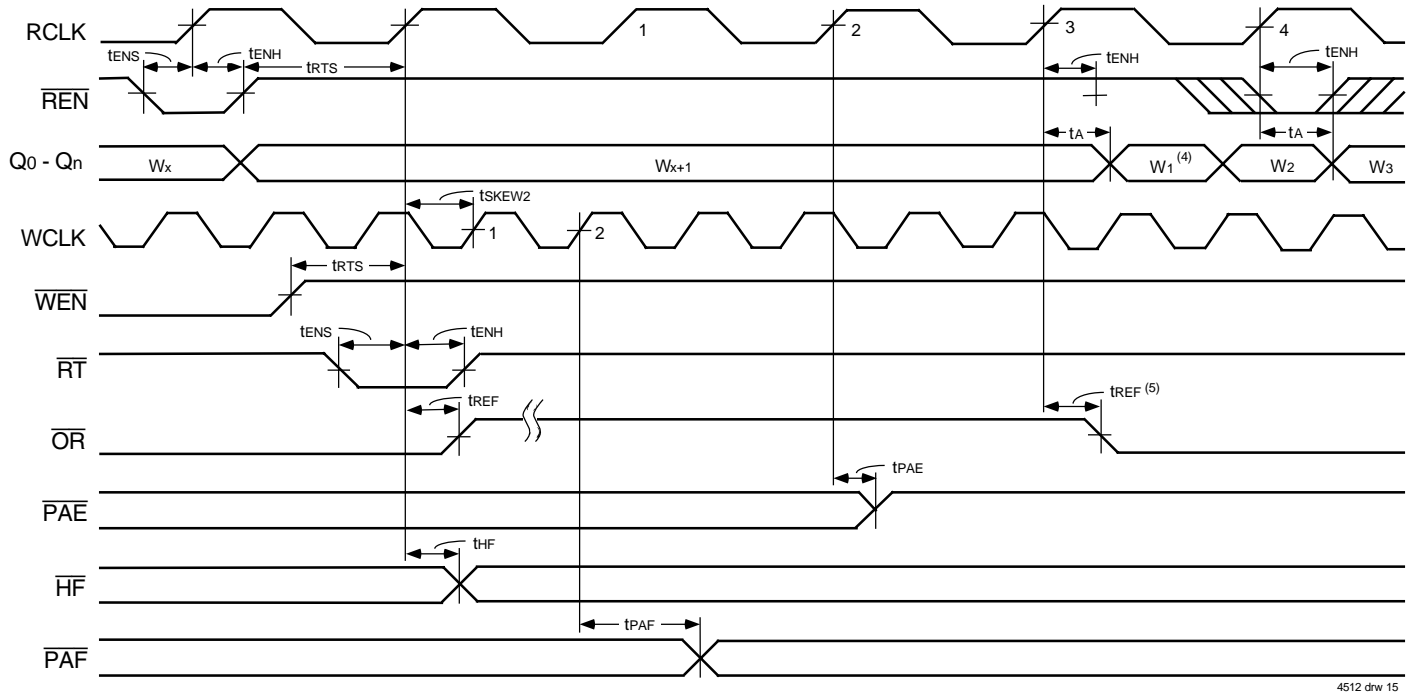 RCLK 1 2 3 4
tENS tENH tRTS tENH tENH
REN
tA tA
Q0 - Qn Wx Wx+1 W1 (4) W2 W3
tSKEW2
WCLK 1 2
tRTS
WEN
tENS tENH
RT
tREF tREF (5)
OR
tPAE
PAE
tHF
HF
tPAF
PAF
4512 drw 15